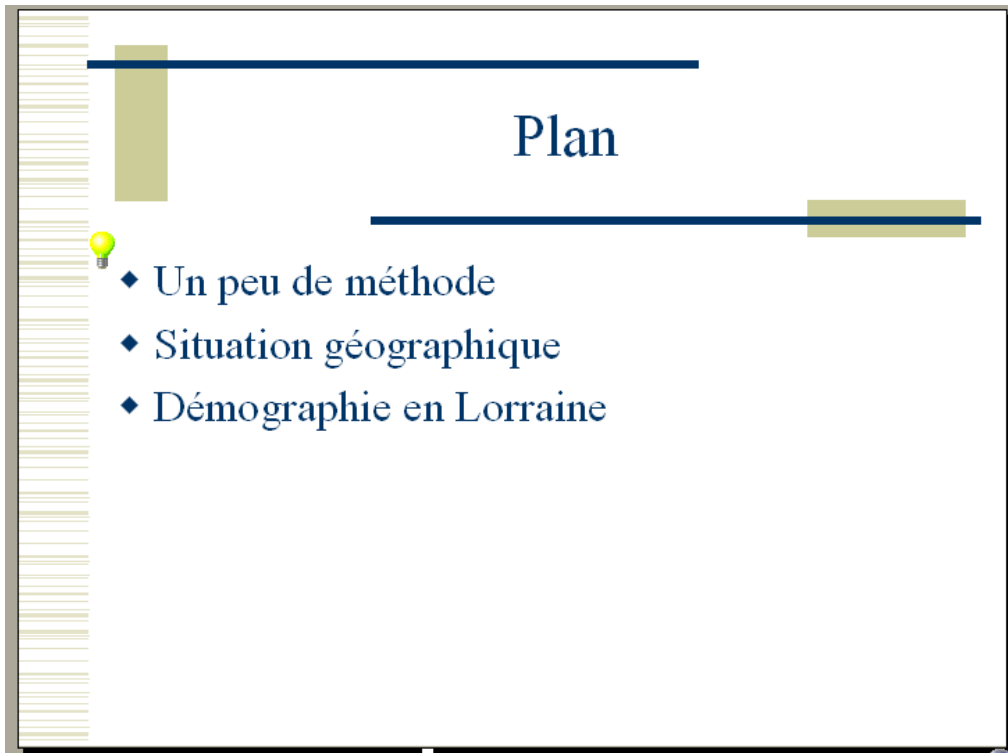 Plan
Un peu de méthode
Situation géographique
Démographie en Lorraine